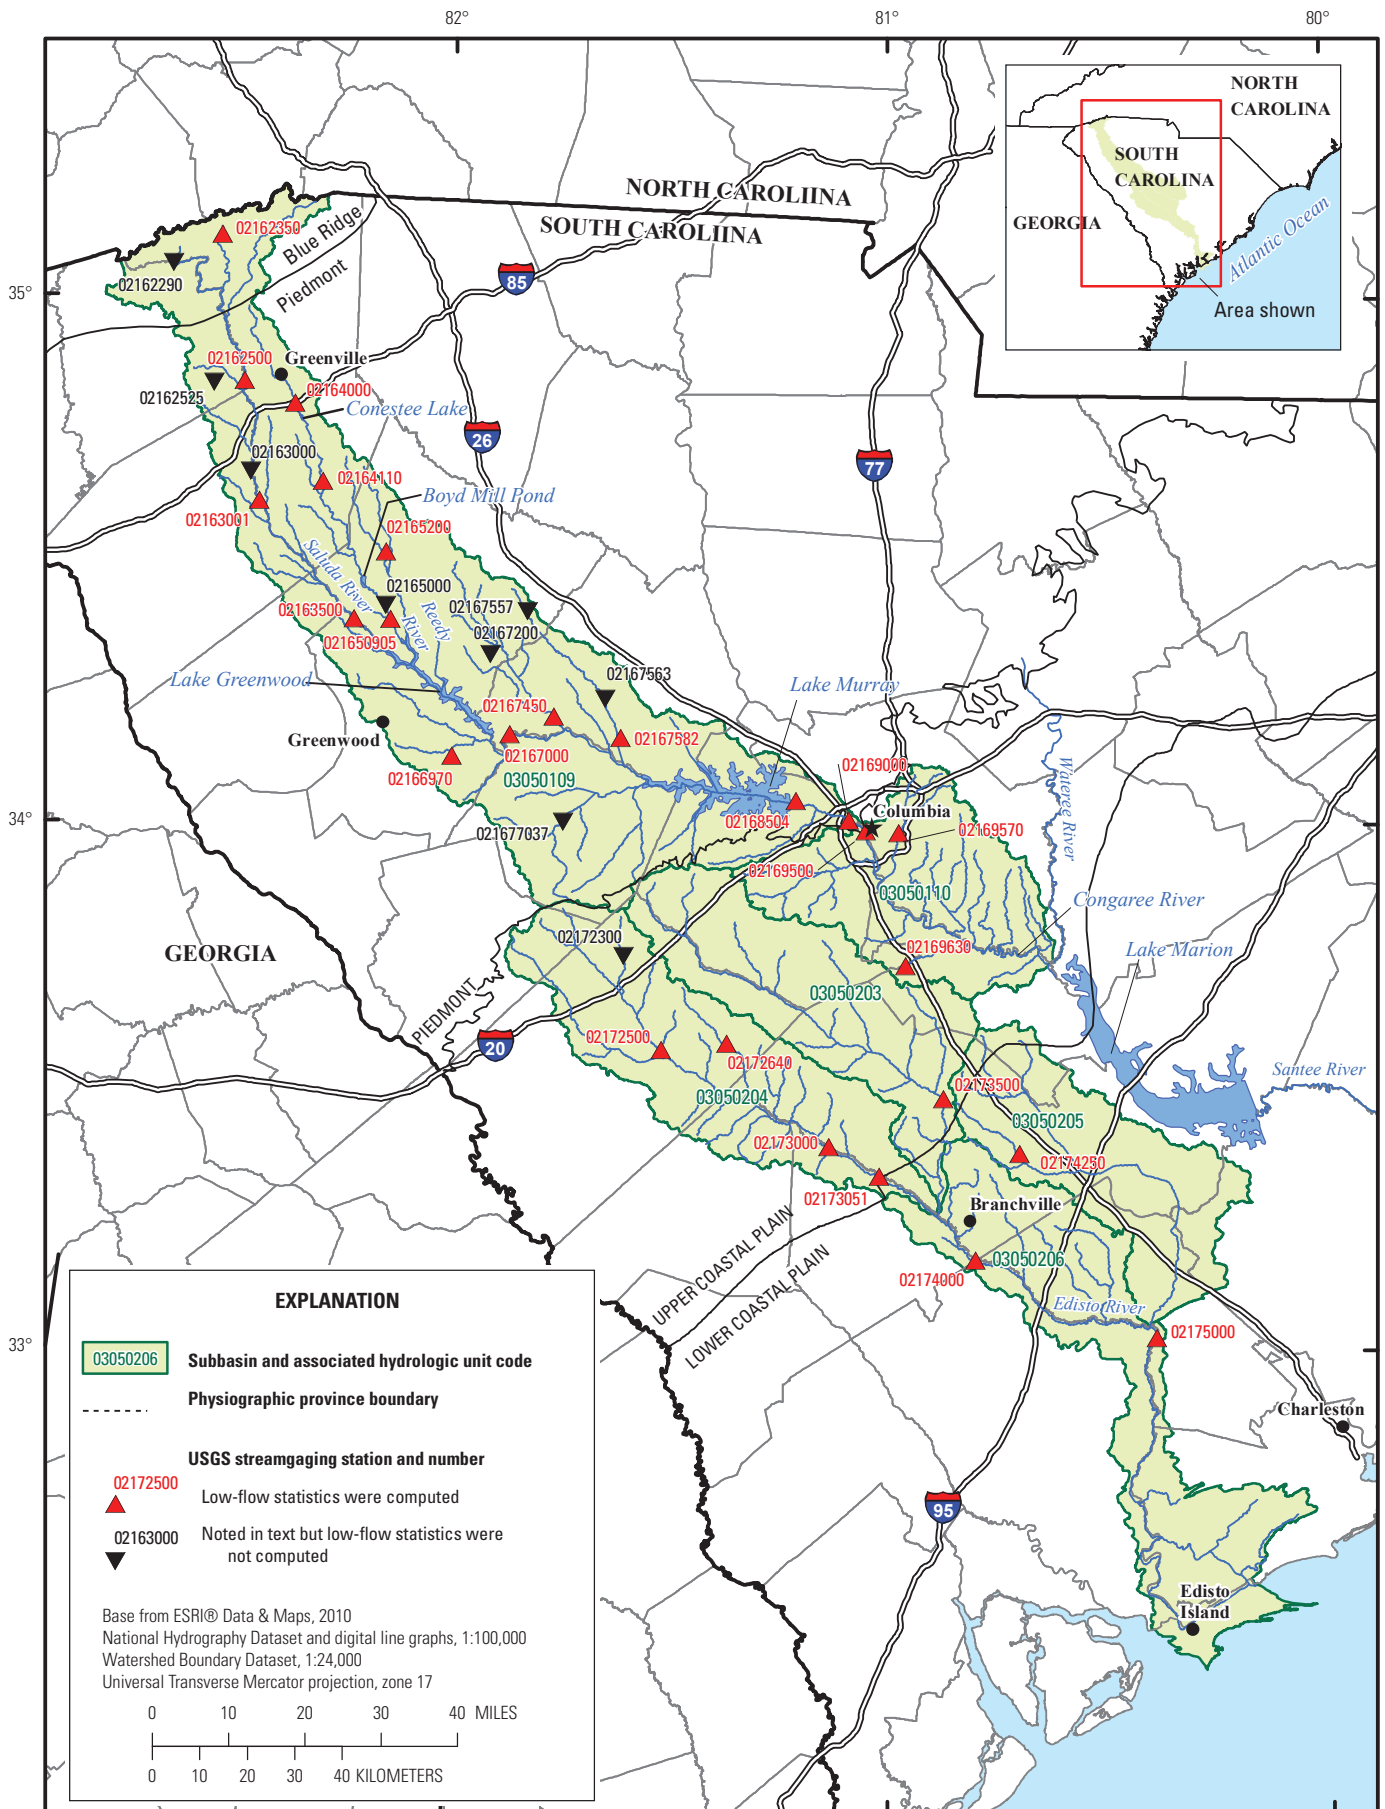 82°
81°
80°
NORTH
CAROLINA
SOUTH
CAROLINA
GEORGIA
Atlantic Ocean
Area shown
NORTH CAROLIINA
SOUTH CAROLIINA
02162350
Blue Ridge
Piedmont
02162290
35°
85
02162500
Greenville
02164000
02162525
Conestee Lake
26
77
02163000
02164110
Boyd Mill Pond
02163001
02165200
Saluda River
02165000
02163500
02167557
Reedy
River
02167200
021650905
02167563
Lake Greenwood
Lake Murray
02167450
Greenwood
02167582
02167000
02169000
02166970
03050109
Wateree River
34°
Columbia
02168504
02169570
021677037
02169500
03050110
Congaree River
02172300
02169630
Lake Marion
GEORGIA
PIEDMONT
03050203
20
02172500
02172640
Santee River
02173500
03050204
03050205
02173000
02174250
02173051
Branchville
UPPER COASTAL PLAIN
LOWER COASTAL PLAIN
03050206
02174000
Edisto River
02175000
33°
Charleston
95
Edisto
Island
EXPLANATION
03050206
Subbasin and associated hydrologic unit code
Physiographic province boundary
USGS streamgaging station and number
02172500
Low-flow statistics were computed
02163000
Noted in text but low-flow statistics were
not computed
Base from ESRI® Data & Maps, 2010
National Hydrography Dataset and digital line graphs, 1:100,000
Watershed Boundary Dataset, 1:24,000
Universal Transverse Mercator projection, zone 17
0 10 20 30 40 MILES
0 10 20 30 40 KILOMETERS